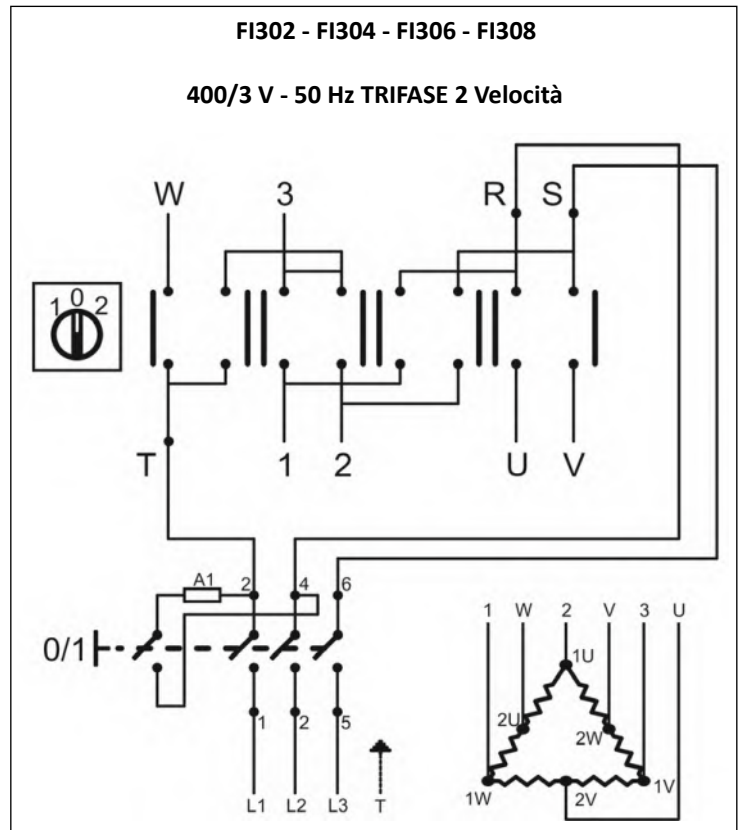 FI302 - FI304 - FI306 - FI308
400/3 V - 50 Hz TRIFASE 2 Velocità
W 3 R S
1 0 2
T 1 2 U V
A1 2 4 6
0/1
1 2 5
L1 L2 L3 T
1 W 2 V 3 U
1U
2U 2W
1W 2V 1V